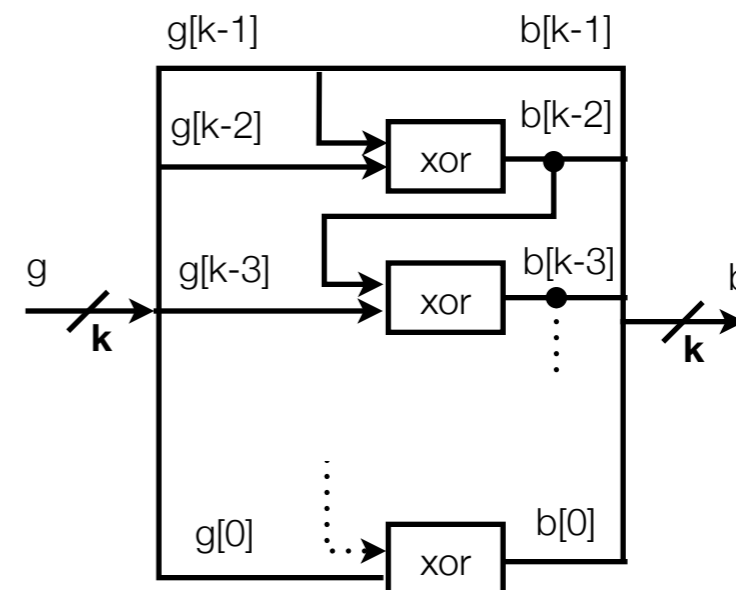 g[k-1] b[k-1]
g[k-2] xor b[k-2]
g k g[k-3] xor b[k-3] k
g[0] xor b[0]